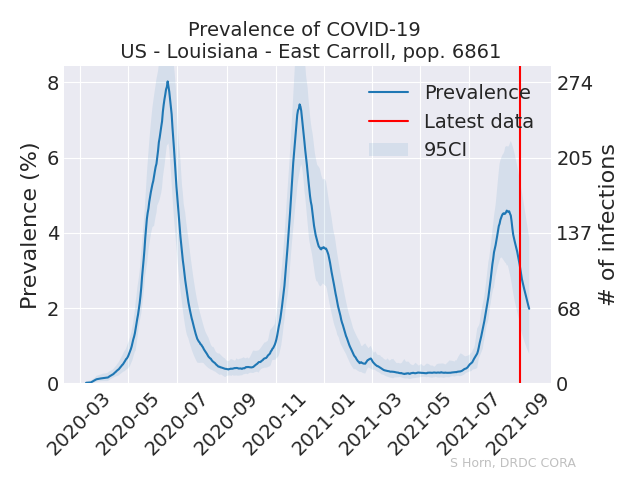 Prevalence of COVID-19
US - Louisiana - East Carroll, pop. 6861
Prevalence (%)
8
6
4
2
0
Prevalence
Latest data
95CI
274
205
137
68
0
# of infections
2020-03
2020-05
2020-07
2020-09
2020-11
2021-01
2021-03
2021-05
2021-07
2021-09
S Horn, DRDC CORA